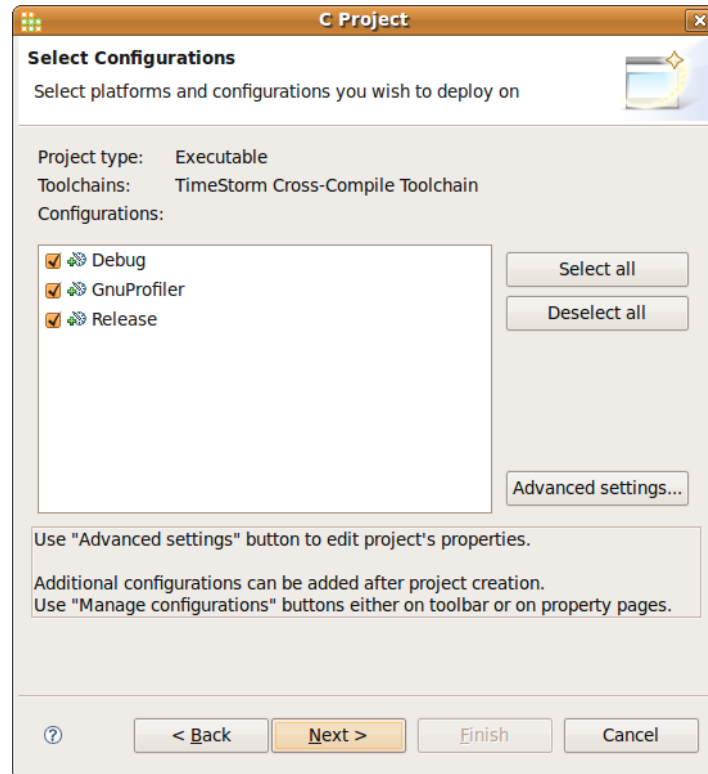 C Project
Select Configurations
Select platforms and configurations you wish to deploy on
Project type: Executable
Toolchains: TimeStorm Cross-Compile Toolchain
Configurations:
Debug
GnuProfiler
Release
Select all
Deselect all
Advanced settings...
Use "Advanced settings" button to edit project's properties.
Additional configurations can be added after project creation.
Use "Manage configurations" buttons either on toolbar or on property pages.
? < Back Next > Finish Cancel